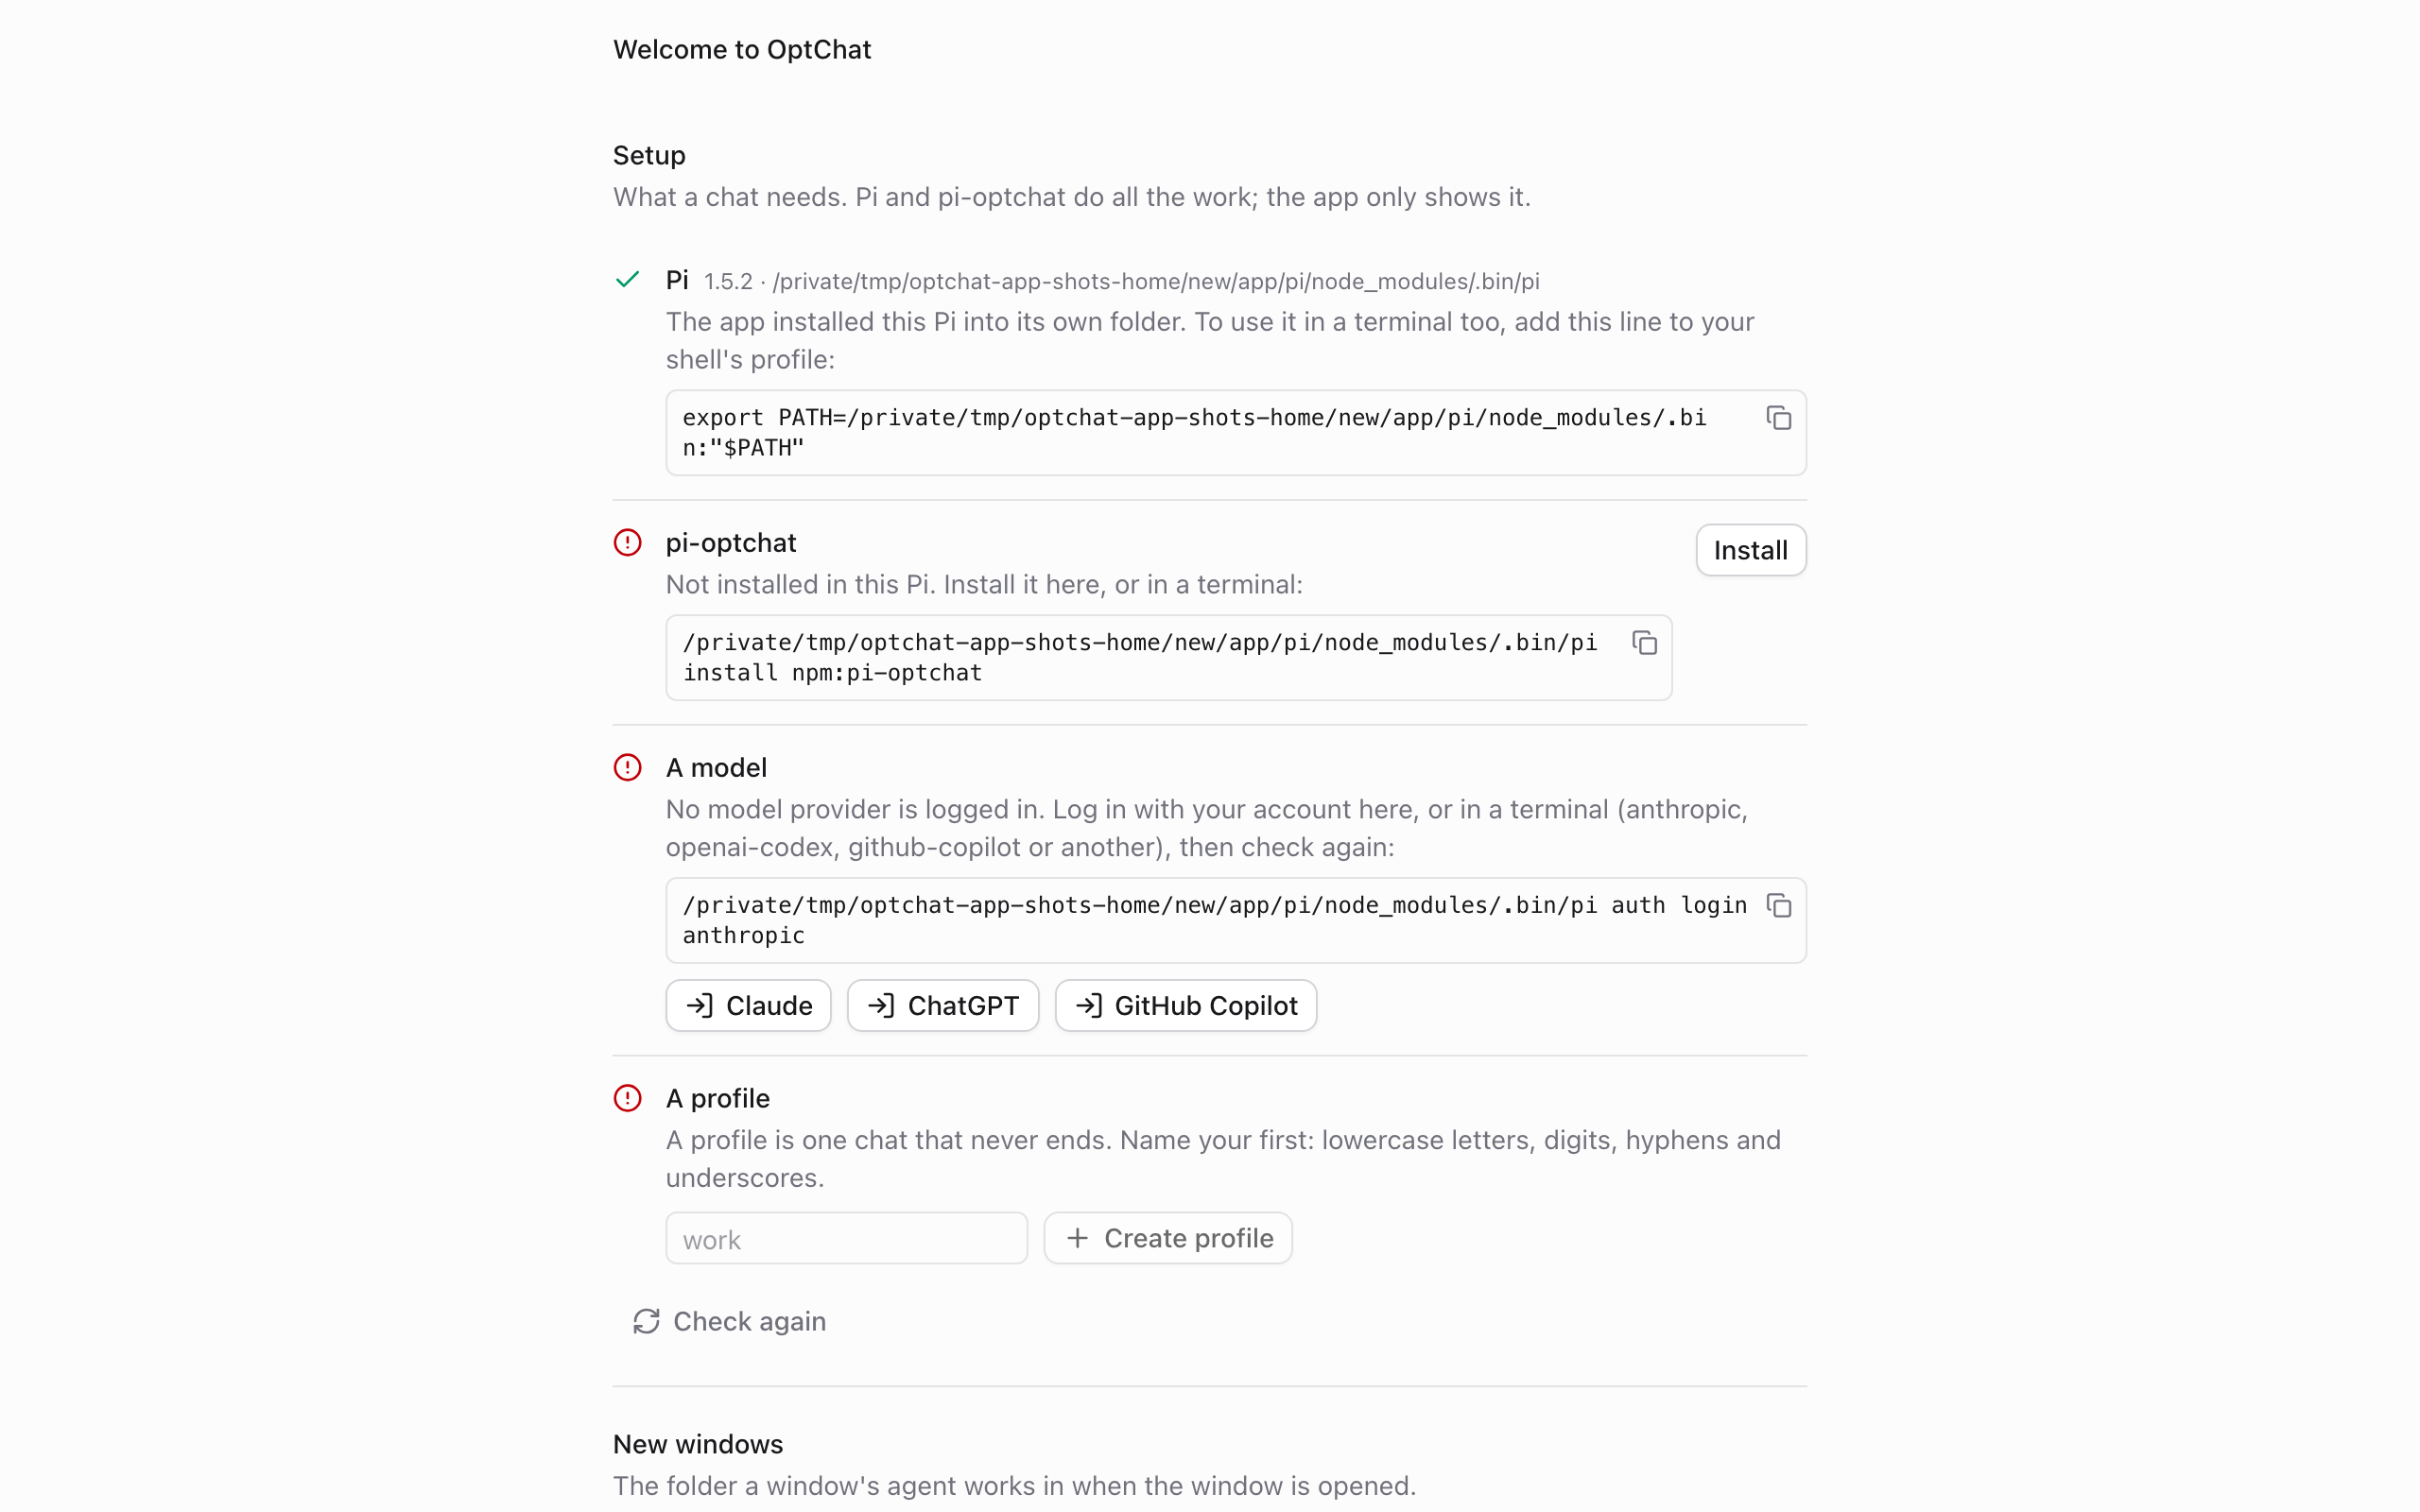 Welcome to OptChat
Setup
What a chat needs. Pi and pi-optchat do all the work; the app only shows it.
Pi 1.5.2 · /private/tmp/optchat-app-shots-home/new/app/pi/node_modules/.bin/pi
The app installed this Pi into its own folder. To use it in a terminal too, add this line to your
shell's profile:
export PATH=/private/tmp/optchat-app-shots-home/new/app/pi/node_modules/.bi
n:"$PATH"
pi-optchat
Install
Not installed in this Pi. Install it here, or in a terminal:
/private/tmp/optchat-app-shots-home/new/app/pi/node_modules/.bin/pi
install npm:pi-optchat
A model
No model provider is logged in. Log in with your account here, or in a terminal (anthropic,
openai-codex, github-copilot or another), then check again:
/private/tmp/optchat-app-shots-home/new/app/pi/node_modules/.bin/pi auth login
anthropic
Claude ChatGPT GitHub Copilot
A profile
A profile is one chat that never ends. Name your first: lowercase letters, digits, hyphens and
underscores.
work Create profile
Check again
New windows
The folder a window's agent works in when the window is opened.